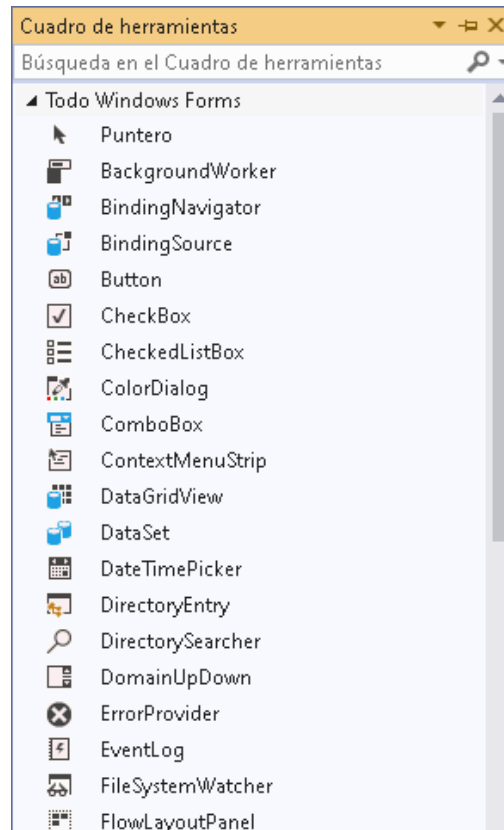 Cuadro de herramientas
Búsqueda en el Cuadro de herramientas
Todo Windows Forms
Puntero
BackgroundWorker
BindingNavigator
BindingSource
ab Button
CheckBox
CheckedListBox
ColorDialog
ComboBox
ContextMenuStrip
DataGridView
DataSet
DateTimePicker
DirectoryEntry
DirectorySearcher
DomainUpDown
ErrorProvider
EventLog
FileSystemWatcher
FlowLayoutPanel